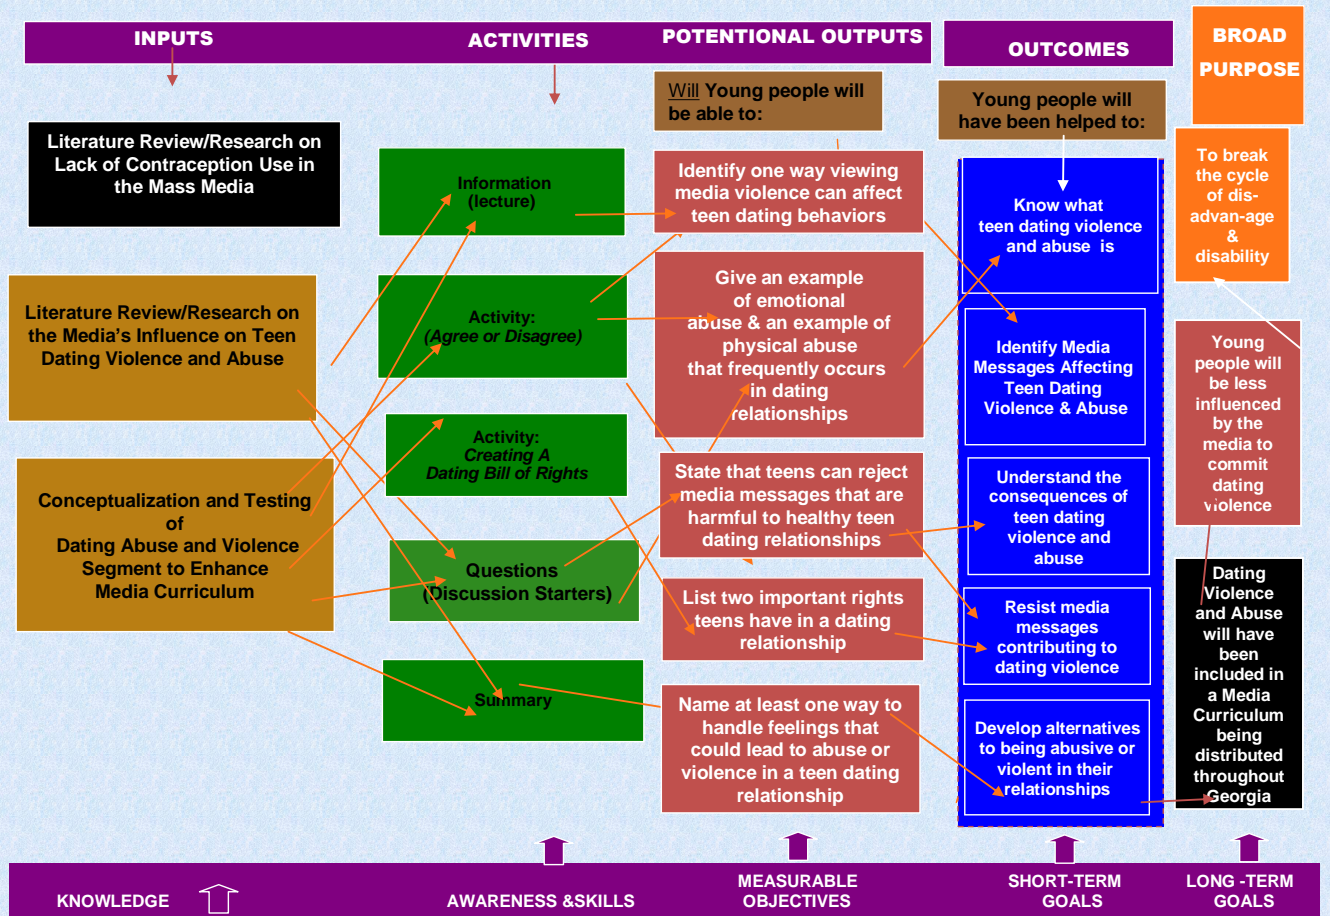 INPUTS
ACTIVITIES
POTENTIONAL OUTPUTS
OUTCOMES
BROAD
PURPOSE
Literature Review/Research on
Lack of Contraception Use in
the Mass Media
Literature Review/Research on
the Media's Influence on Teen
Dating Violence and Abuse
Conceptualization and Testing
of
Dating Abuse and Violence
Segment to Enhance
Media Curriculum
Information
(lecture)
Activity:
(Agree or Disagree)
Activity:
Creating A
Dating Bill of Rights
Questions
(Discussion Starters)
Summary
Will Young people will
be able to:
Identify one way viewing
media violence can affect
teen dating behaviors
Give an example
of emotional
abuse & an example of
physical abuse
that frequently occurs
in dating
relationships
State that teens can reject
media messages that are
harmful to healthy teen
dating relationships
List two important rights
teens have in a dating
relationship
Name at least one way to
handle feelings that
could lead to abuse or
violence in a teen dating
relationship
Young people will
have been helped to:
Know what
teen dating violence
and abuse  is
Identify Media
Messages Affecting
Teen Dating
Violence & Abuse
Understand the
consequences of
teen dating
violence and
abuse
Resist media
messages
contributing to
dating violence
Develop alternatives
to being abusive or
violent in their
relationships
To break
the cycle
of dis-
advan-age
&
disability
Young
people will
be less
influenced
by the
media to
commit
dating
violence
Dating
Violence
and Abuse
will have
been
included in
a Media
Curriculum
being
distributed
throughout
Georgia
KNOWLEDGE
AWARENESS &SKILLS
MEASURABLE
OBJECTIVES
SHORT-TERM
GOALS
LONG -TERM
GOALS